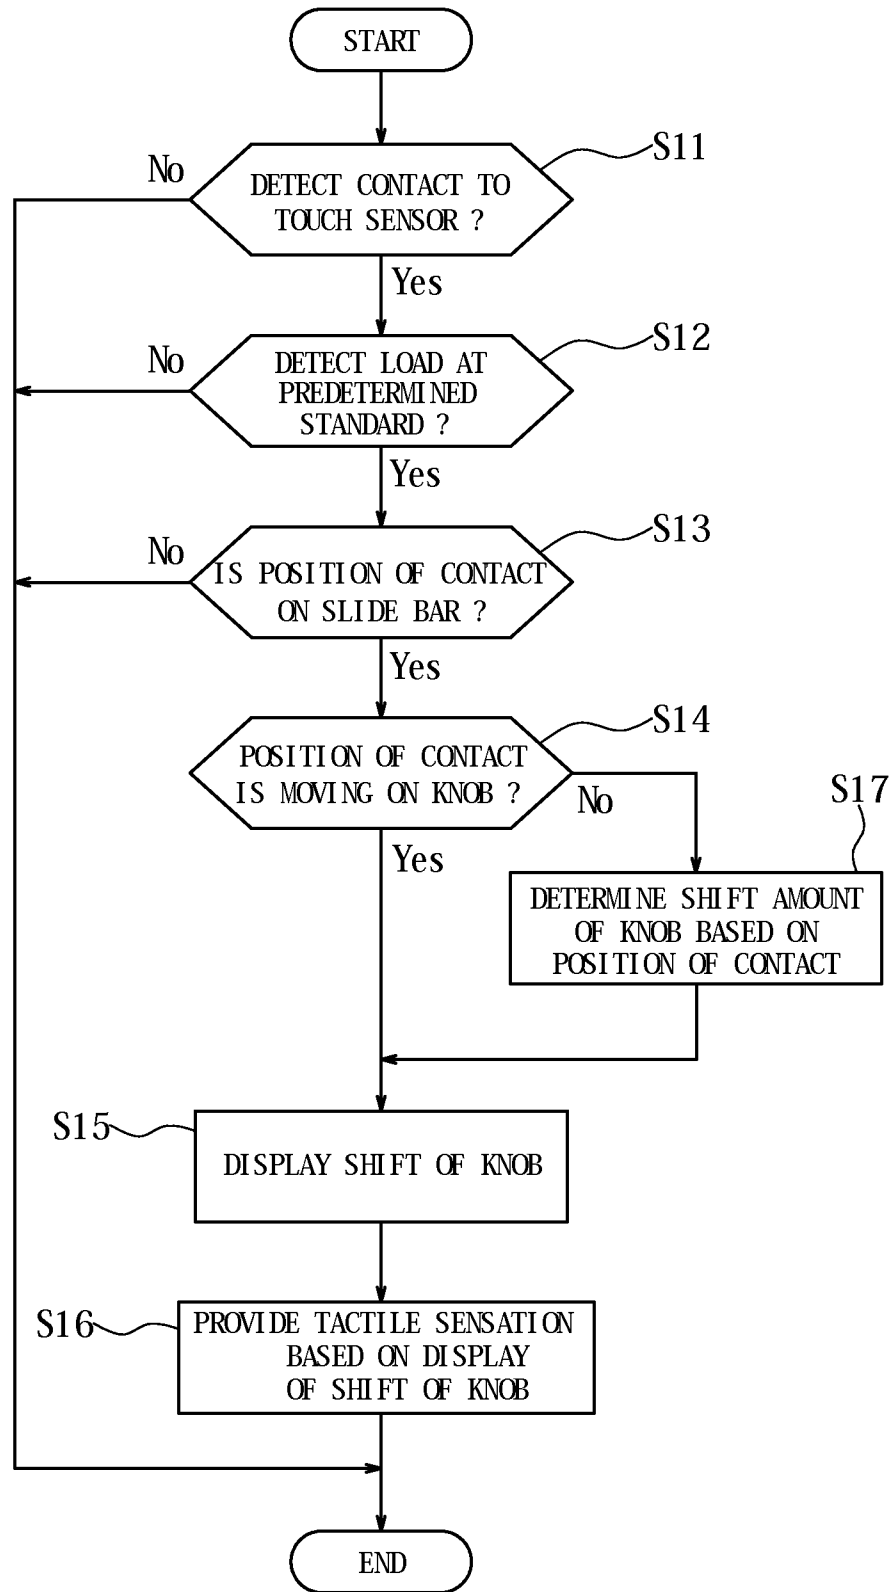 START
S11
No
DETECT CONTACT TO
TOUCH SENSOR ?
Yes
S12
No
DETECT LOAD AT
PREDETERMINED
STANDARD ?
Yes
S13
No
IS POSITION OF CONTACT
ON SLIDE BAR ?
Yes
S14
POSITION OF CONTACT
IS MOVING ON KNOB ?
No
S17
Yes
DETERMINE SHIFT AMOUNT
OF KNOB BASED ON
POSITION OF CONTACT
S15
DISPLAY SHIFT OF KNOB
S16
PROVIDE TACTILE SENSATION
BASED ON DISPLAY
OF SHIFT OF KNOB
END